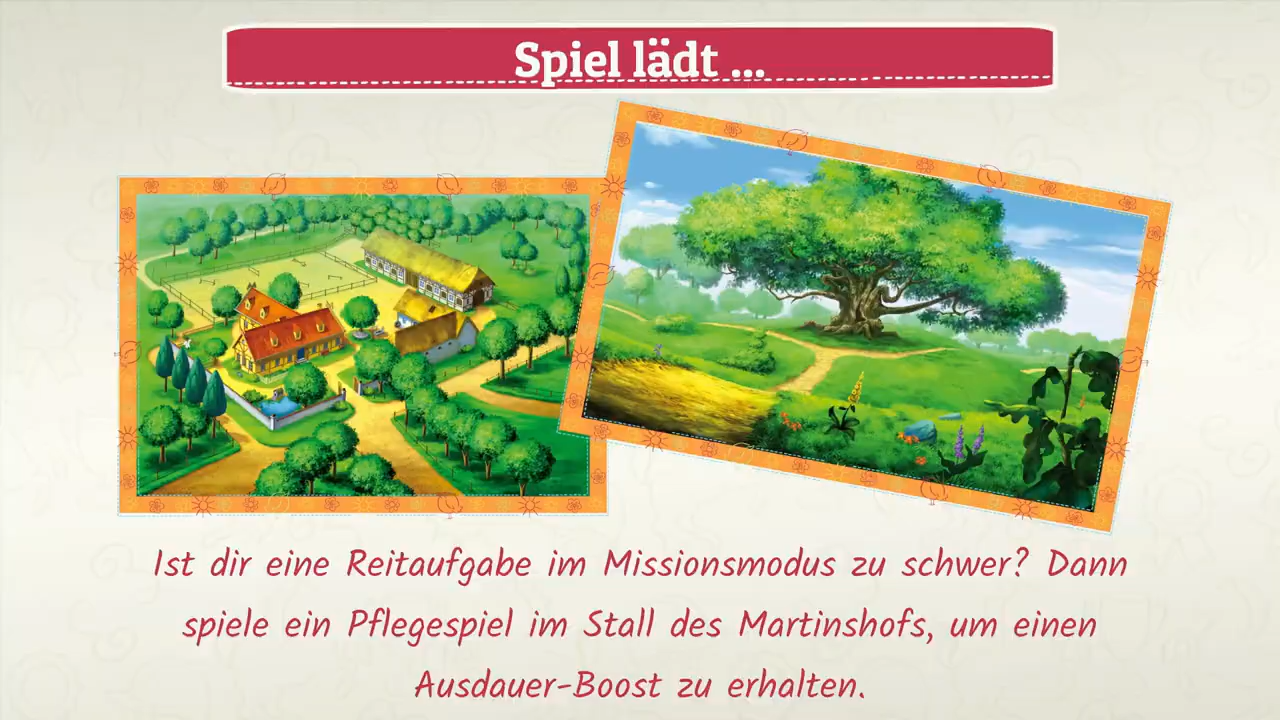 Spiel lädt ...
Ist dir eine Reitaufgabe im Missionsmodus zu schwer? Dann
spiele ein Pflegespiel im Stall des Martinshofs, um einen
Ausdauer-Boost zu erhalten.